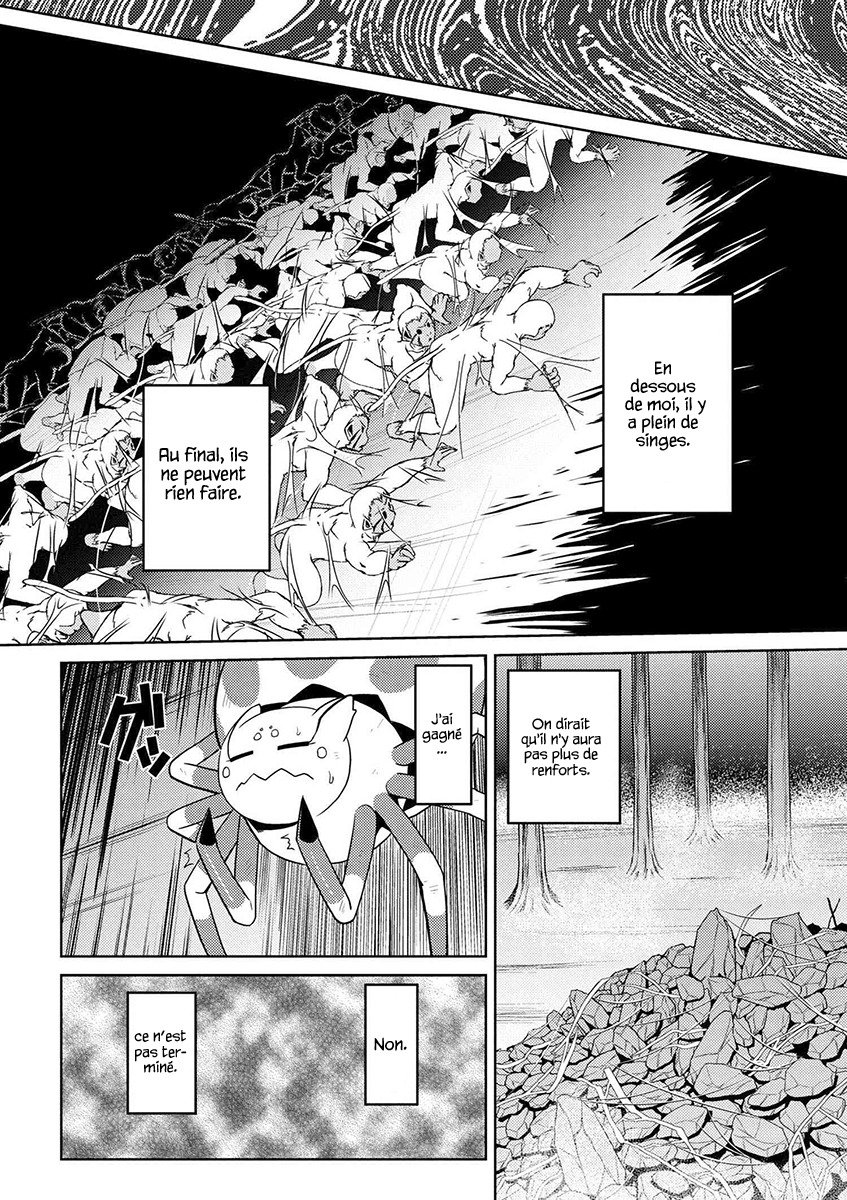 En
dessous
de moi, il y
a plein de
singes.
Au final, ils
ne peuvent
rien faire.
On dirait
qu'il n'y aura
pas plus de
renforts.
J'ai
gagné
...
グッ
Non.
ce n'est
pas ter-
miné.